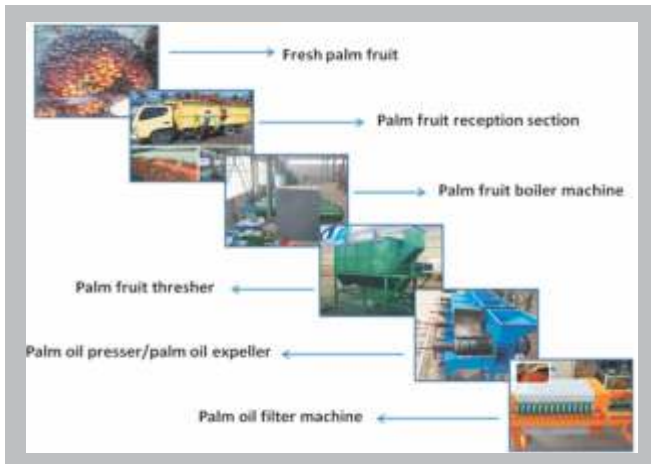 Fresh palm fruit
Palm fruit reception section
Palm fruit boiler machine
Palm fruit thresher
Palm oil presser/palm oil expeller
Palm oil filter machine